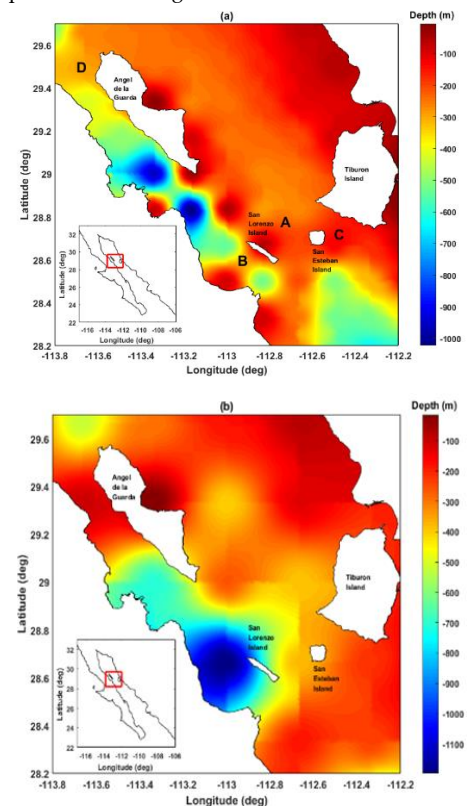 (a)
Depth (m)
29.6
29.4
29.2
29
28.8
28.6
28.4
28.2
Latitude (deg)
D
Angel
de la
Guarda
Tiburon
Island
San
Lorenzo
Island
A
B
C
San
Esteban
Island
32
30
28
26
24
22
Latitude (deg)
-116 -114 -112 -110 -108 -106
Longitude (deg)
-113.8 -113.6 -113.4 -113.2 -113 -112.8 -112.6 -112.4 -112.2
Longitude (deg)
-100
-200
-300
-400
-500
-600
-700
-800
-900
-1000
(b)
Depth (m)
29.6
29.4
29.2
29
28.8
28.6
28.4
28.2
Latitude (deg)
Angel
de la
Guarda
Tiburon
Island
San
Lorenzo
Island
San
Esteban
Island
32
30
28
26
24
22
Latitude (deg)
-116 -114 -112 -110 -108 -106
Longitude (deg)
-113.8 -113.6 -113.4 -113.2 -113 -112.8 -112.6 -112.4 -112.2
Longitude (deg)
-100
-200
-300
-400
-500
-600
-700
-800
-900
-1000
-1100